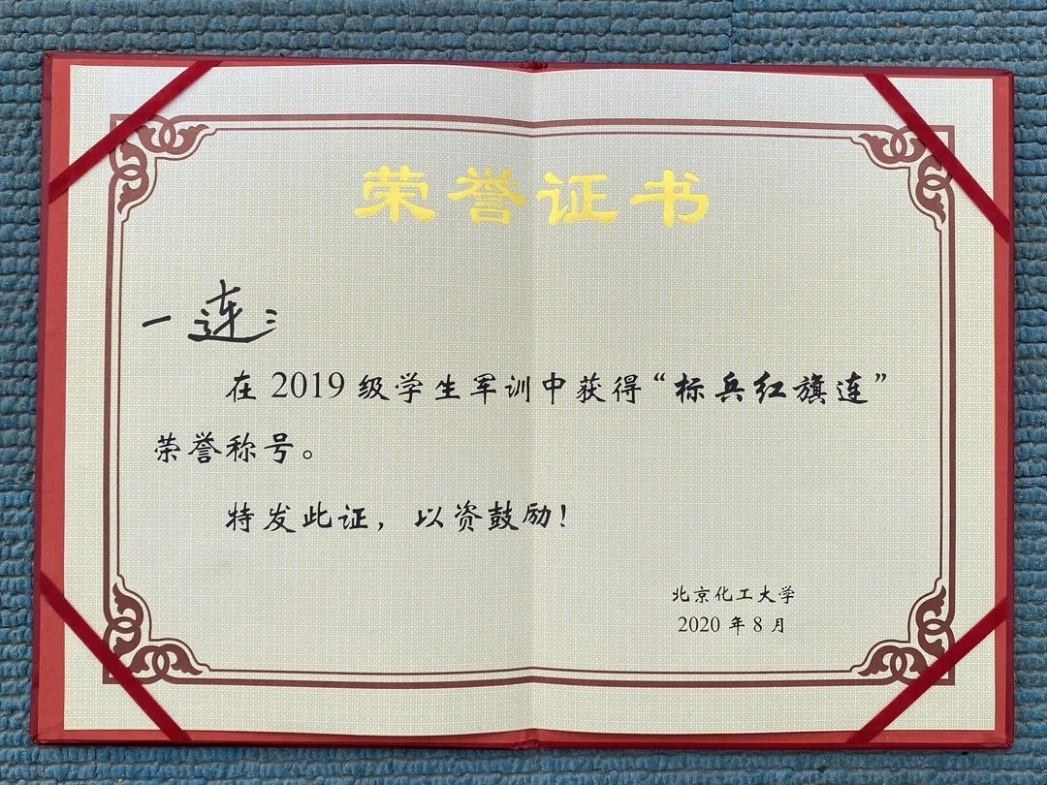 荣誉证书
一连：
在2019级学生军训中获得“标兵红旗连”
荣誉称号。
特发此证，以资鼓励！
北京化工大学
2020年8月